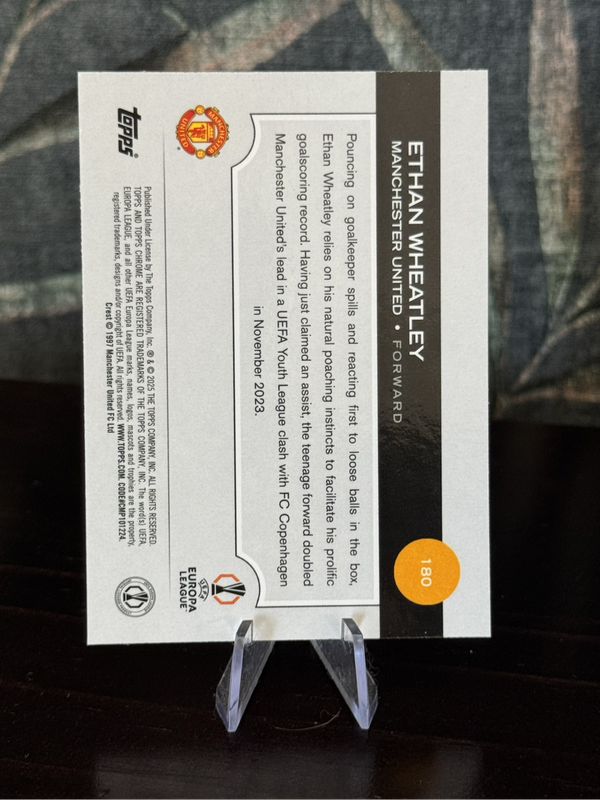 ETHAN WHEATLEY
MANCHESTER UNITED • FORWARD
180
Pouncing on goalkeeper spills and reacting first to loose balls in the box,
Ethan Wheatley relies on his natural poaching instincts to facilitate his prolific
goalscoring record. Having just claimed an assist, the teenage forward doubled
Manchester United's lead in a UEFA Youth League clash with FC Copenhagen
in November 2023.
MANCHESTER
UNITED
UEFA
EUROPA
LEAGUE™
topps®
Published Under License by The Topps Company, Inc. ® & © 2025 THE TOPPS COMPANY, INC. ALL RIGHTS RESERVED.
TOPPS AND TOPPS CHROME ARE REGISTERED TRADEMARKS OF THE TOPPS COMPANY, INC. The word(s) UEFA,
EUROPA LEAGUE, and all other UEFA Europa League marks, names, logos, mascots and trophies are the property,
registered trademarks, designs and/or copyright of UEFA. All rights reserved. WWW.TOPPS.COM. CODE#CMP101224.
Crest © 1997 Manchester United FC Ltd